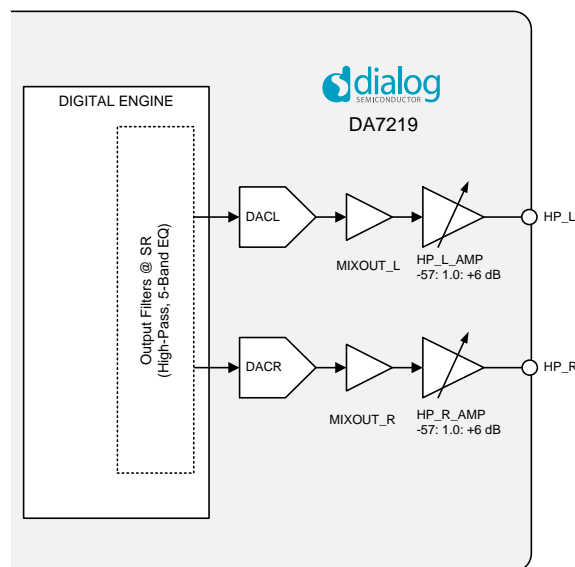 dialog
SEMICONDUCTOR
DA7219
DIGITAL ENGINE
Output Filters @ SR
(High-Pass, 5-Band EQ)
DACL
MIXOUT_L
HP_L_AMP
-57: 1.0: +6 dB
HP_L
DACR
MIXOUT_R
HP_R_AMP
-57: 1.0: +6 dB
HP_R